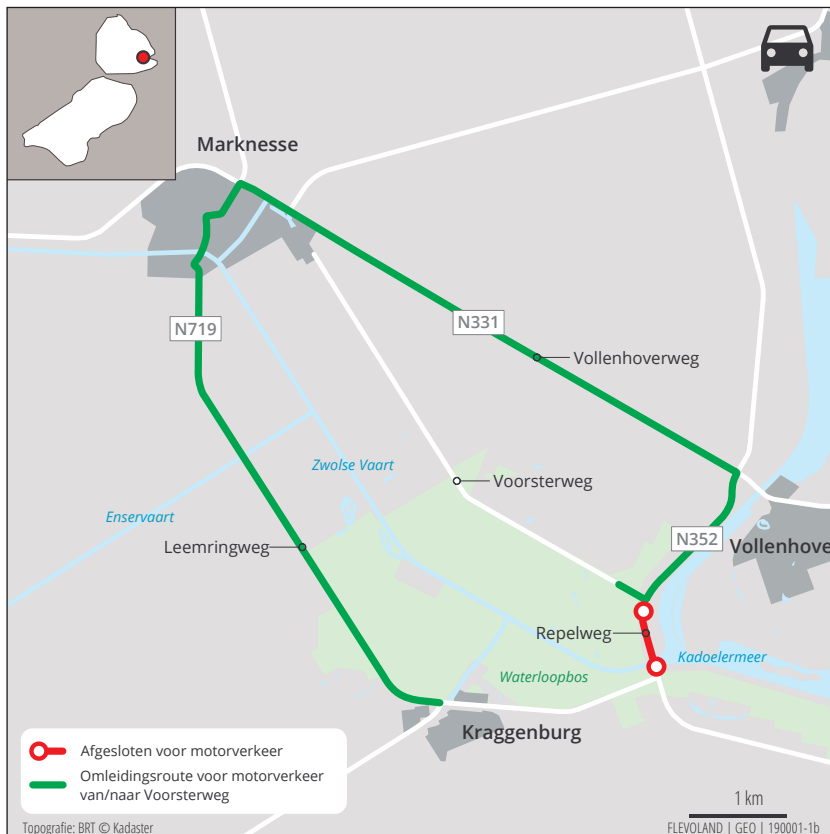 Marknesse
N719
N331
Vollenhoverweg
Zwolse Vaart
Voorsterweg
Enservaart
Leemringweg
N352
Vollenhove
Repelweg
Kadoelermeer
Waterloopbos
Kraggenburg
Afgesloten voor motorverkeer
Omleidingsroute voor motorverkeer
van/naar Voorsterweg
1 km
Topografie: BRT © Kadaster
FLEVOLAND | GEO | 190001-1b